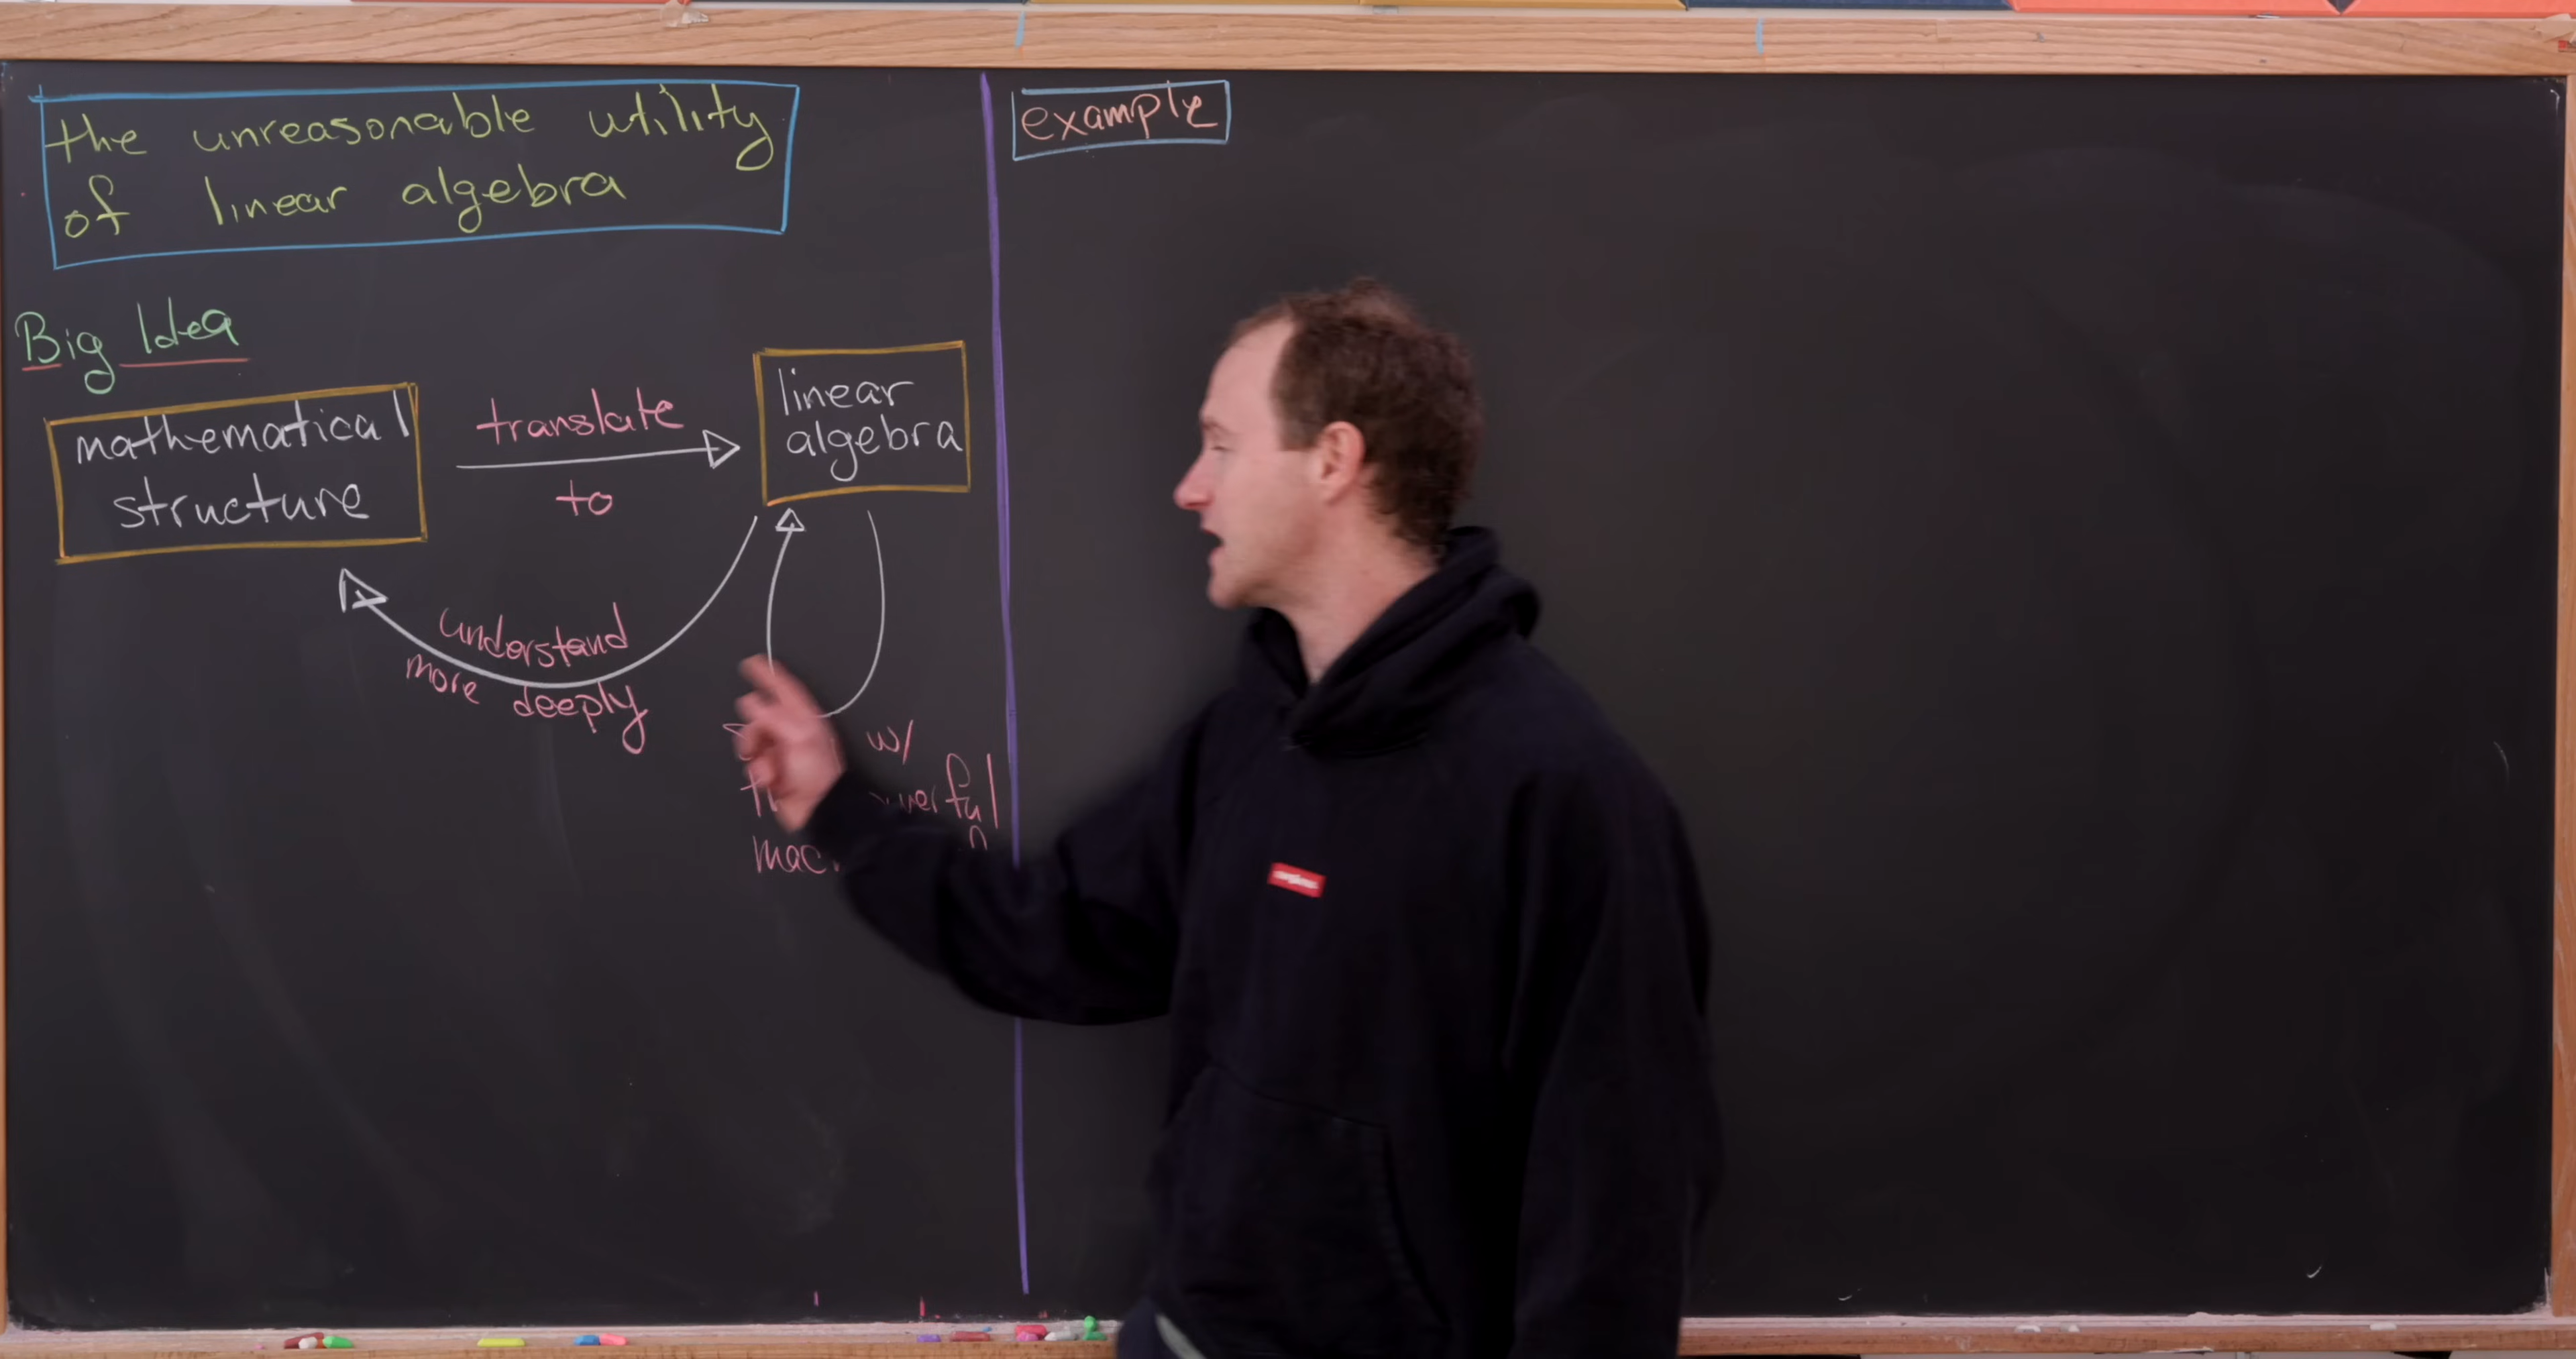 the unreasonable utility
of linear algebra
Big Idea
mathematical
structure
translate
to
linear
algebra
understand
more deeply
w/
example